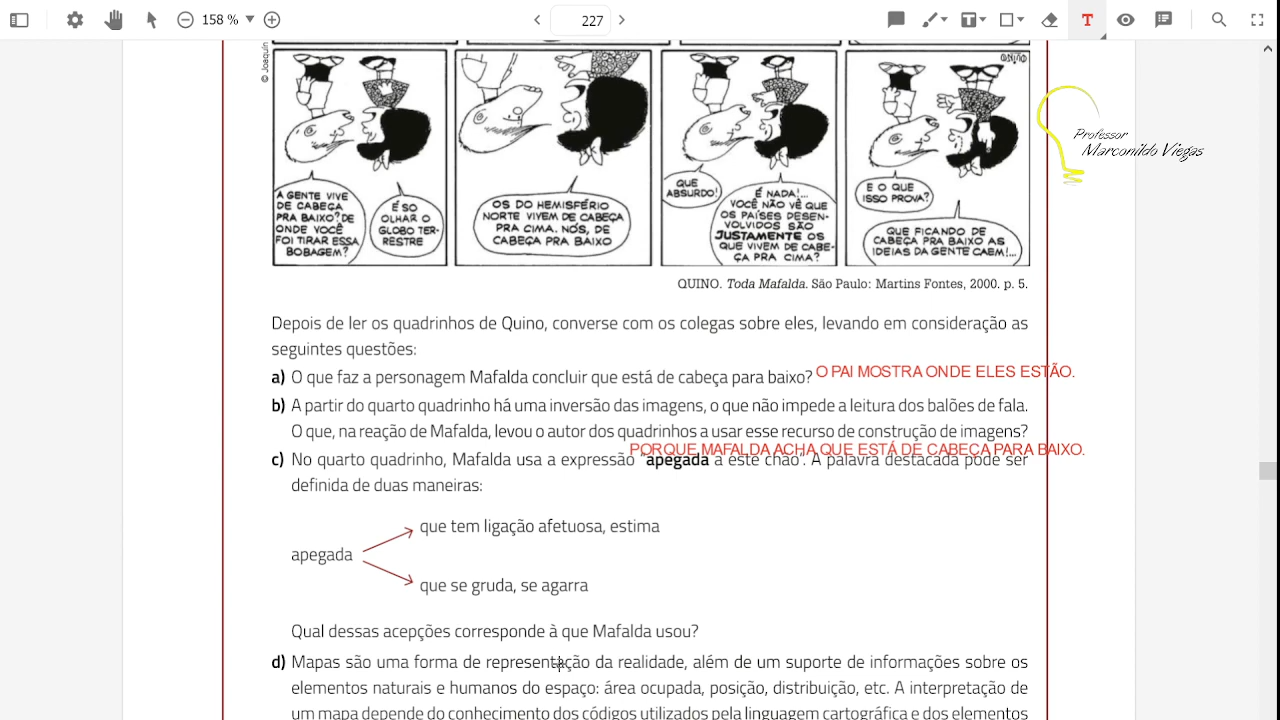 158 %
227
© Joaquín
QUINO
Professor
Marconildo Viegas
A GENTE VIVE
DE CABEÇA
PRA BAIXO? DE
ONDE VOCÊ
FOI TIRAR ESSA
BOBAGEM?
É SÓ
OLHAR O
GLOBO TER-
RESTRE
OS DO HEMISFÉRIO
NORTE VIVEM DE CABEÇA
PRA CIMA. NÓS, DE
CABEÇA PRA BAIXO
QUE
ABSURDO!
É NADA!...
VOCÊ NÃO VÊ QUE
OS PAÍSES DESEN-
VOLVIDOS SÃO
JUSTAMENTE OS
QUE VIVEM DE CABE-
ÇA PRA CIMA?
E O QUE
ISSO PROVA?
QUE FICANDO DE
CABEÇA PRA BAIXO AS
IDEIAS DA GENTE CAEM!...
QUINO. Toda Mafalda. São Paulo: Martins Fontes, 2000. p. 5.
Depois de ler os quadrinhos de Quino, converse com os colegas sobre eles, levando em consideração as
seguintes questões:
a) O que faz a personagem Mafalda concluir que está de cabeça para baixo? O PAI MOSTRA ONDE ELES ESTÃO.
b) A partir do quarto quadrinho há uma inversão das imagens, o que não impede a leitura dos balões de fala.
O que, na reação de Mafalda, levou o autor dos quadrinhos a usar esse recurso de construção de imagens?
PORQUE MAFALDA ACHA QUE ESTÁ DE CABEÇA PARA BAIXO.
c) No quarto quadrinho, Mafalda usa a expressão "apegada a este chão". A palavra destacada pode ser
definida de duas maneiras:
que tem ligação afetuosa, estima
apegada
que se gruda, se agarra
Qual dessas acepções corresponde à que Mafalda usou?
d) Mapas são uma forma de representação da realidade, além de um suporte de informações sobre os
elementos naturais e humanos do espaço: área ocupada, posição, distribuição, etc. A interpretação de
um mapa depende do conhecimento dos códigos utilizados pela linguagem cartográfica e dos elementos